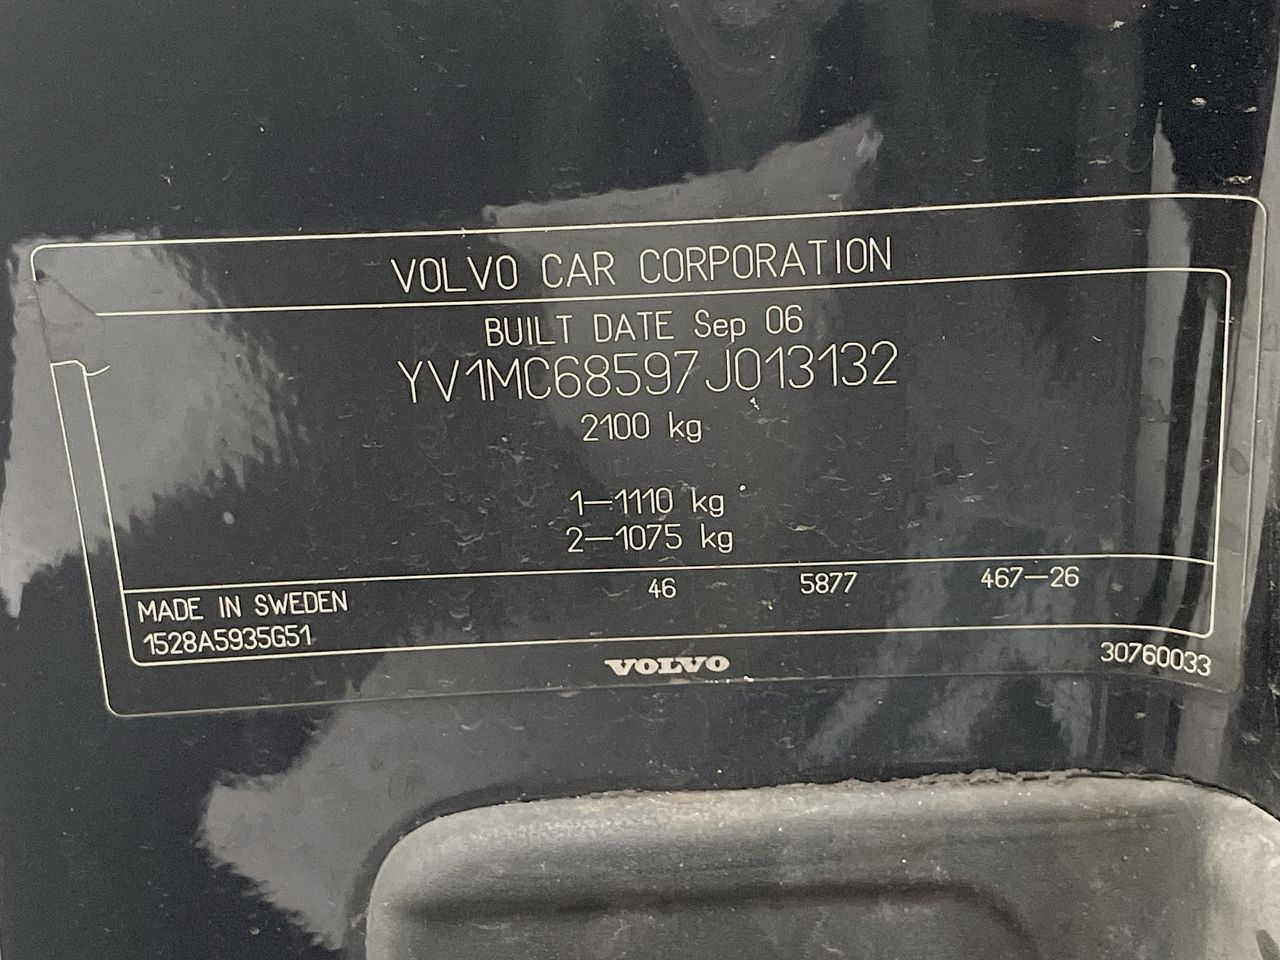 VOLVO CAR CORPORATION
BUILT DATE Sep 06
YV1MC68597J013132
2100 kg
1–1110 kg
2–1075 kg
MADE IN SWEDEN 46 5877 467–26
1528A5935G51
VOLVO 30760033